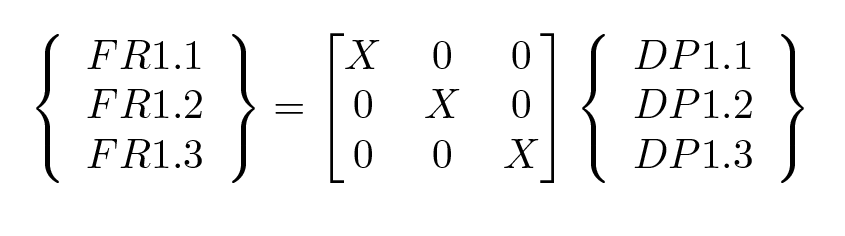 { FR1.1 } [X 0 0] { DP1.1 }
{ FR1.2 } = [0 X 0] { DP1.2 }
{ FR1.3 } [0 0 X] { DP1.3 }